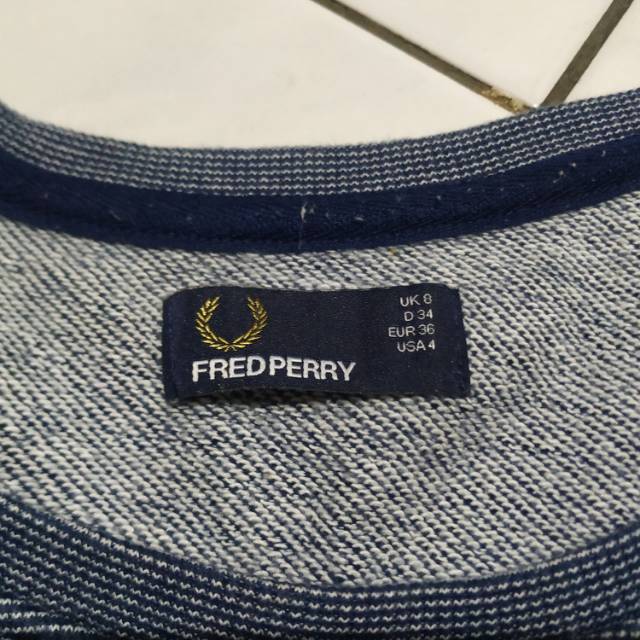 FRED PERRY
UK 8
D 34
EUR 36
USA 4